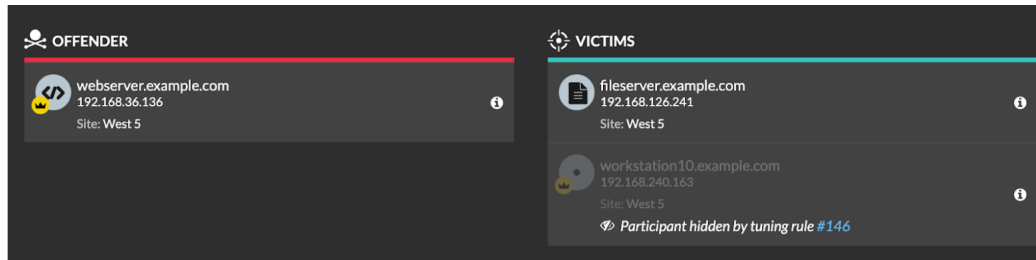 OFFENDER
webserver.example.com
192.168.36.136
Site: West 5
VICTIMS
fileserver.example.com
192.168.126.241
Site: West 5
workstation10.example.com
192.168.240.163
Site: West 5
Participant hidden by tuning rule #146